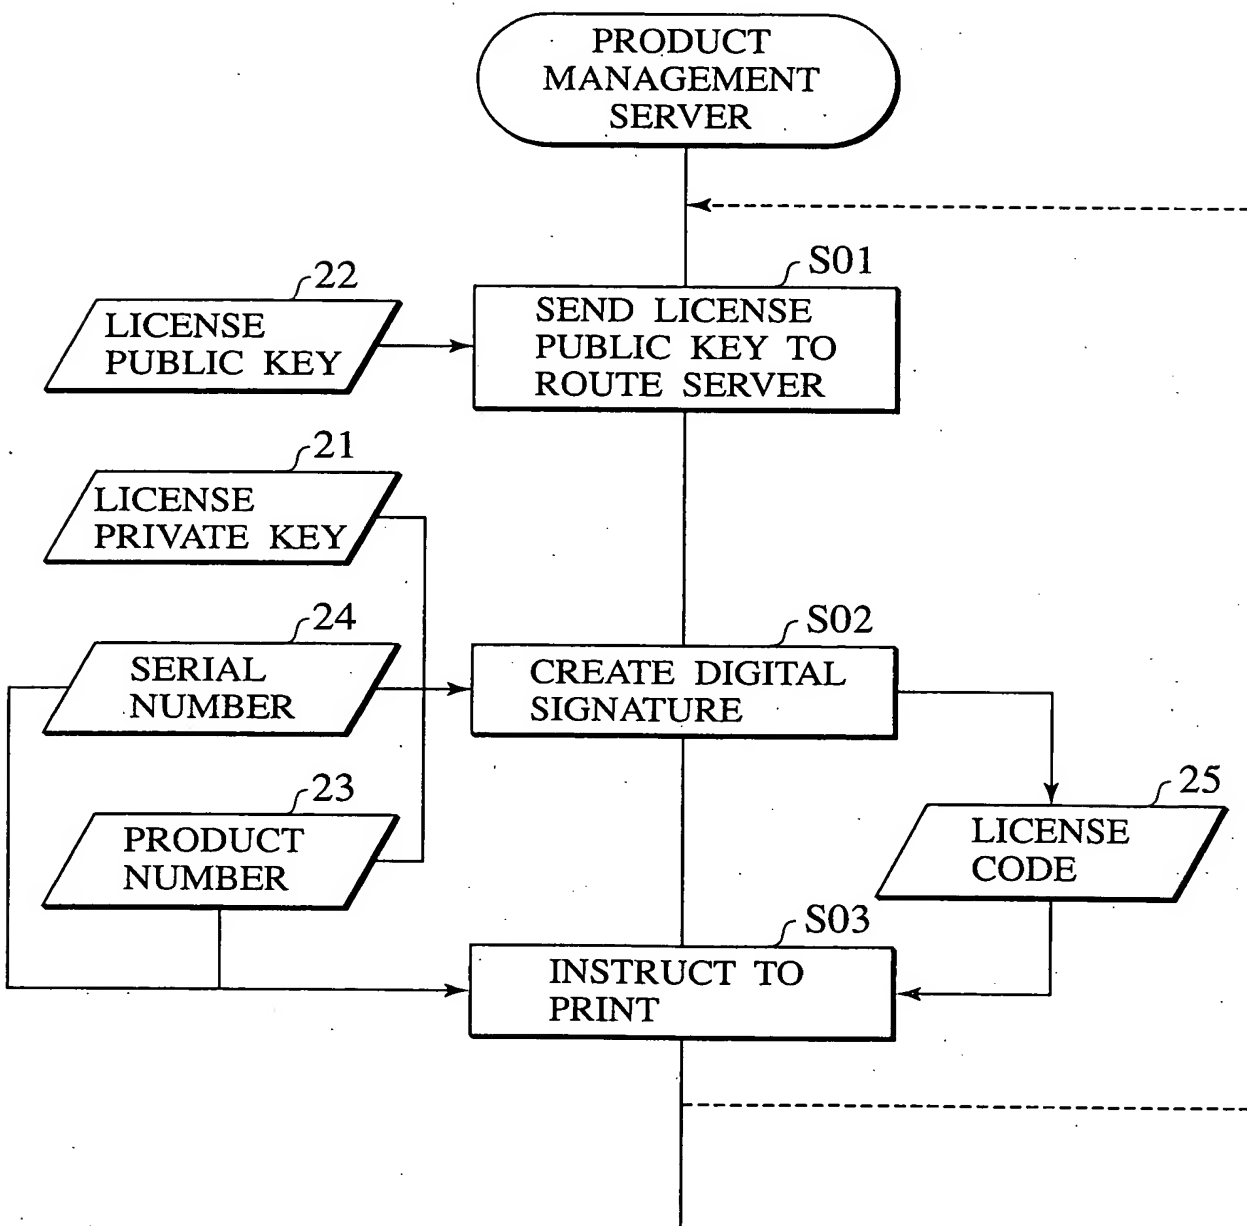 PRODUCT
MANAGEMENT
SERVER
S01
22
SEND LICENSE
PUBLIC KEY TO
ROUTE SERVER
LICENSE
PUBLIC KEY
21
LICENSE
PRIVATE KEY
24
S02
SERIAL
NUMBER
CREATE DIGITAL
SIGNATURE
23
25
PRODUCT
NUMBER
LICENSE
CODE
S03
INSTRUCT TO
PRINT